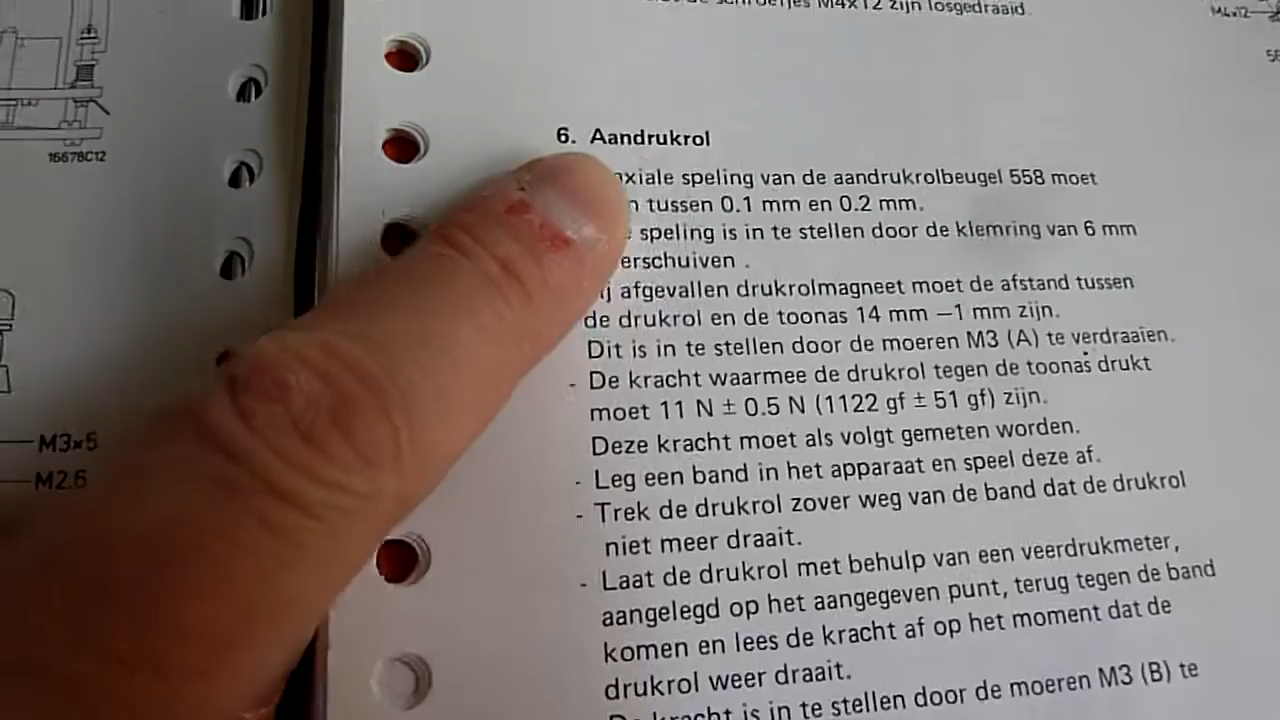 M4x12 zijn losgedraaid.
M4x12
16678C12
M3x5
M2.6
6. Aandrukrol
speling van de aandrukrolbeugel 558 moet
tussen 0.1 mm en 0.2 mm.
speling is in te stellen door de klemring van 6 mm
afgevallen drukrolmagneet moet de afstand tussen
de drukrol en de toonas 14 mm –1 mm zijn.
Dit is in te stellen door de moeren M3 (A) te verdraaien.
- De kracht waarmee de drukrol tegen de toonas drukt
moet 11 N ± 0.5 N (1122 gf ± 51 gf) zijn.
Deze kracht moet als volgt gemeten worden.
- Leg een band in het apparaat en speel deze af.
- Trek de drukrol zover weg van de band dat de drukrol
niet meer draait.
- Laat de drukrol met behulp van een veerdrukmeter,
aangelegd op het aangegeven punt, terug tegen de band
komen en lees de kracht af op het moment dat de
drukrol weer draait.
De kracht is in te stellen door de moeren M3 (B) te